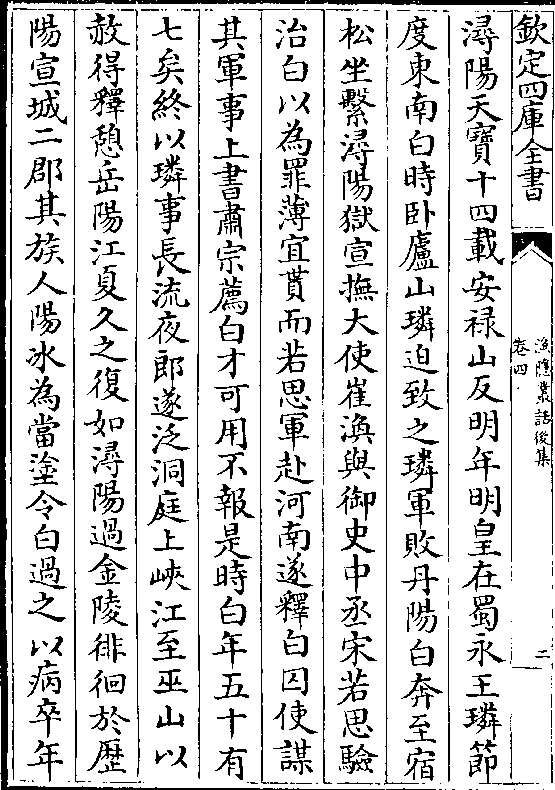 欽定四庫全書
漁隱叢話後集
卷四
二
潯陽天寶十四載安禄山反明年明皇在蜀永王璘節
度東南白時卧廬山璘迫致之璘軍敗丹陽白奔至宿
松坐繫潯陽獄宣撫大使崔渙與御史中丞宋若思驗
治白以為罪薄宜貰而若思軍赴河南遂釋白囚使謀
其軍事上書肅宗薦白才可用不報是時白年五十有
七矣終以璘事長流夜郎遂泛洞庭上峽江至巫山以
赦得釋憩岳陽江夏久之復如潯陽過金陵徘徊於歴
陽宣城二郡其族人陽冰為當塗令白過之以病卒年